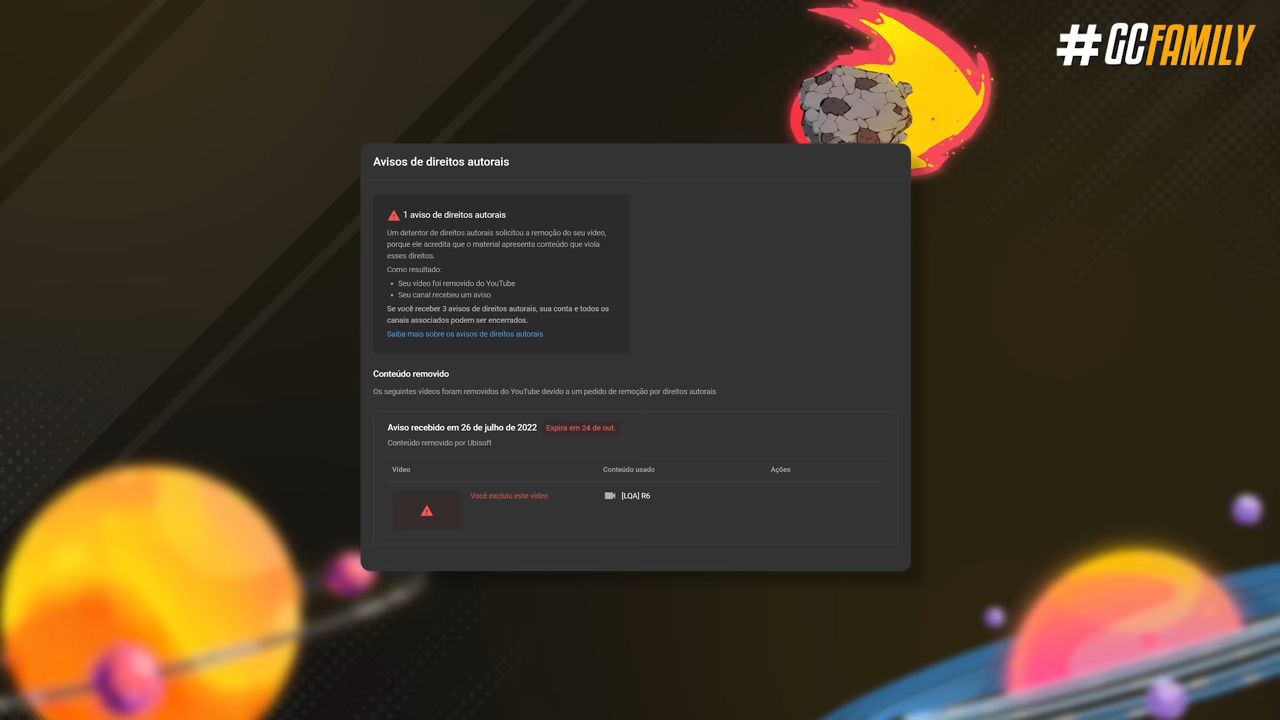 #GCFAMILY
Avisos de direitos autorais
1 aviso de direitos autorais
Um detentor de direitos autorais solicitou a remoção do seu vídeo,
porque ele acredita que o material apresenta conteúdo que viola
esses direitos.
Como resultado:
• Seu vídeo foi removido do YouTube
• Seu canal recebeu um aviso
Se você receber 3 avisos de direitos autorais, sua conta e todos os
canais associados podem ser encerrados.
Saiba mais sobre os avisos de direitos autorais
Conteúdo removido
Os seguintes vídeos foram removidos do YouTube devido a um pedido de remoção por direitos autorais
Aviso recebido em 26 de julho de 2022 Expira em 24 de out.
Conteúdo removido por Ubisoft
Vídeo Conteúdo usado Ações
Você excluiu este vídeo [LQA] R6